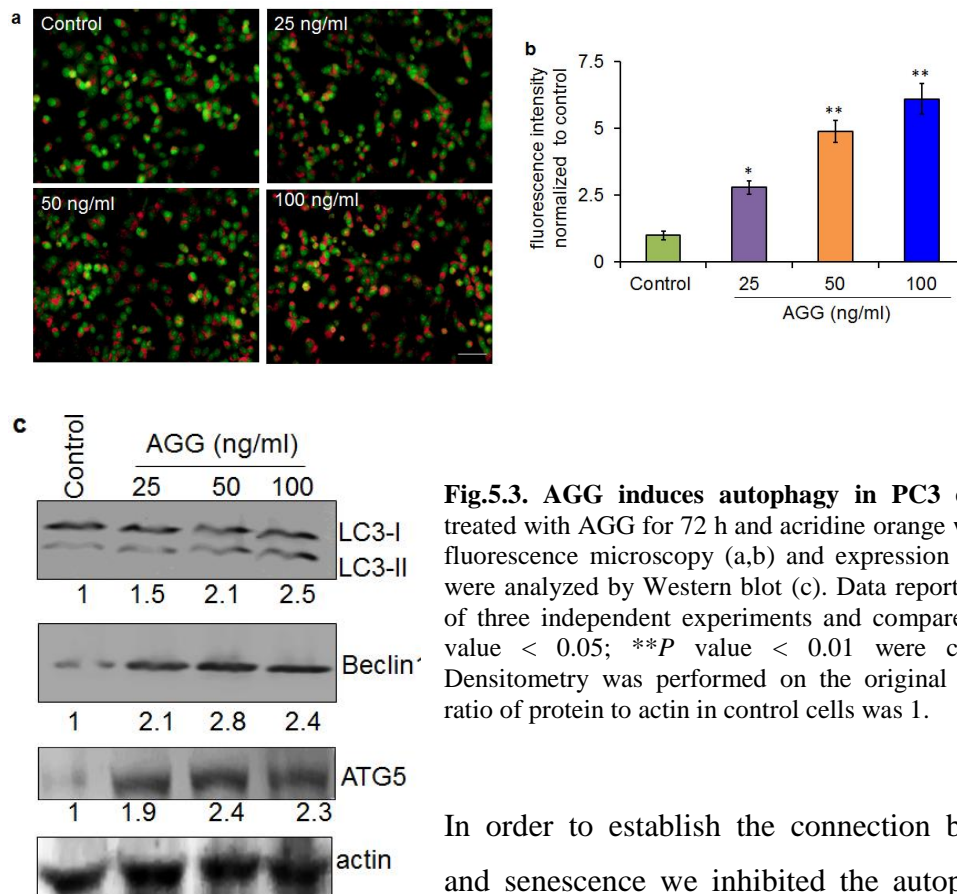 a
Control
25 ng/ml
50 ng/ml
100 ng/ml
b
fluorescence intensity
normalized to control
7.5
5
2.5
0
*
**
**
Control 25 50 100
AGG (ng/ml)
c
Control
AGG (ng/ml)
25 50 100
LC3-I
LC3-II
1 1.5 2.1 2.5
Beclin1
1 2.1 2.8 2.4
ATG5
1 1.9 2.4 2.3
actin
Fig.5.3. AGG induces autophagy in PC3
treated with AGG for 72 h and acridine orange
fluorescence microscopy (a,b) and expression
were analyzed by Western blot (c). Data report
of three independent experiments and compare
value < 0.05; **P value < 0.01 were
Densitometry was performed on the original
ratio of protein to actin in control cells was 1.
In order to establish the connection b
and senescence we inhibited the autop